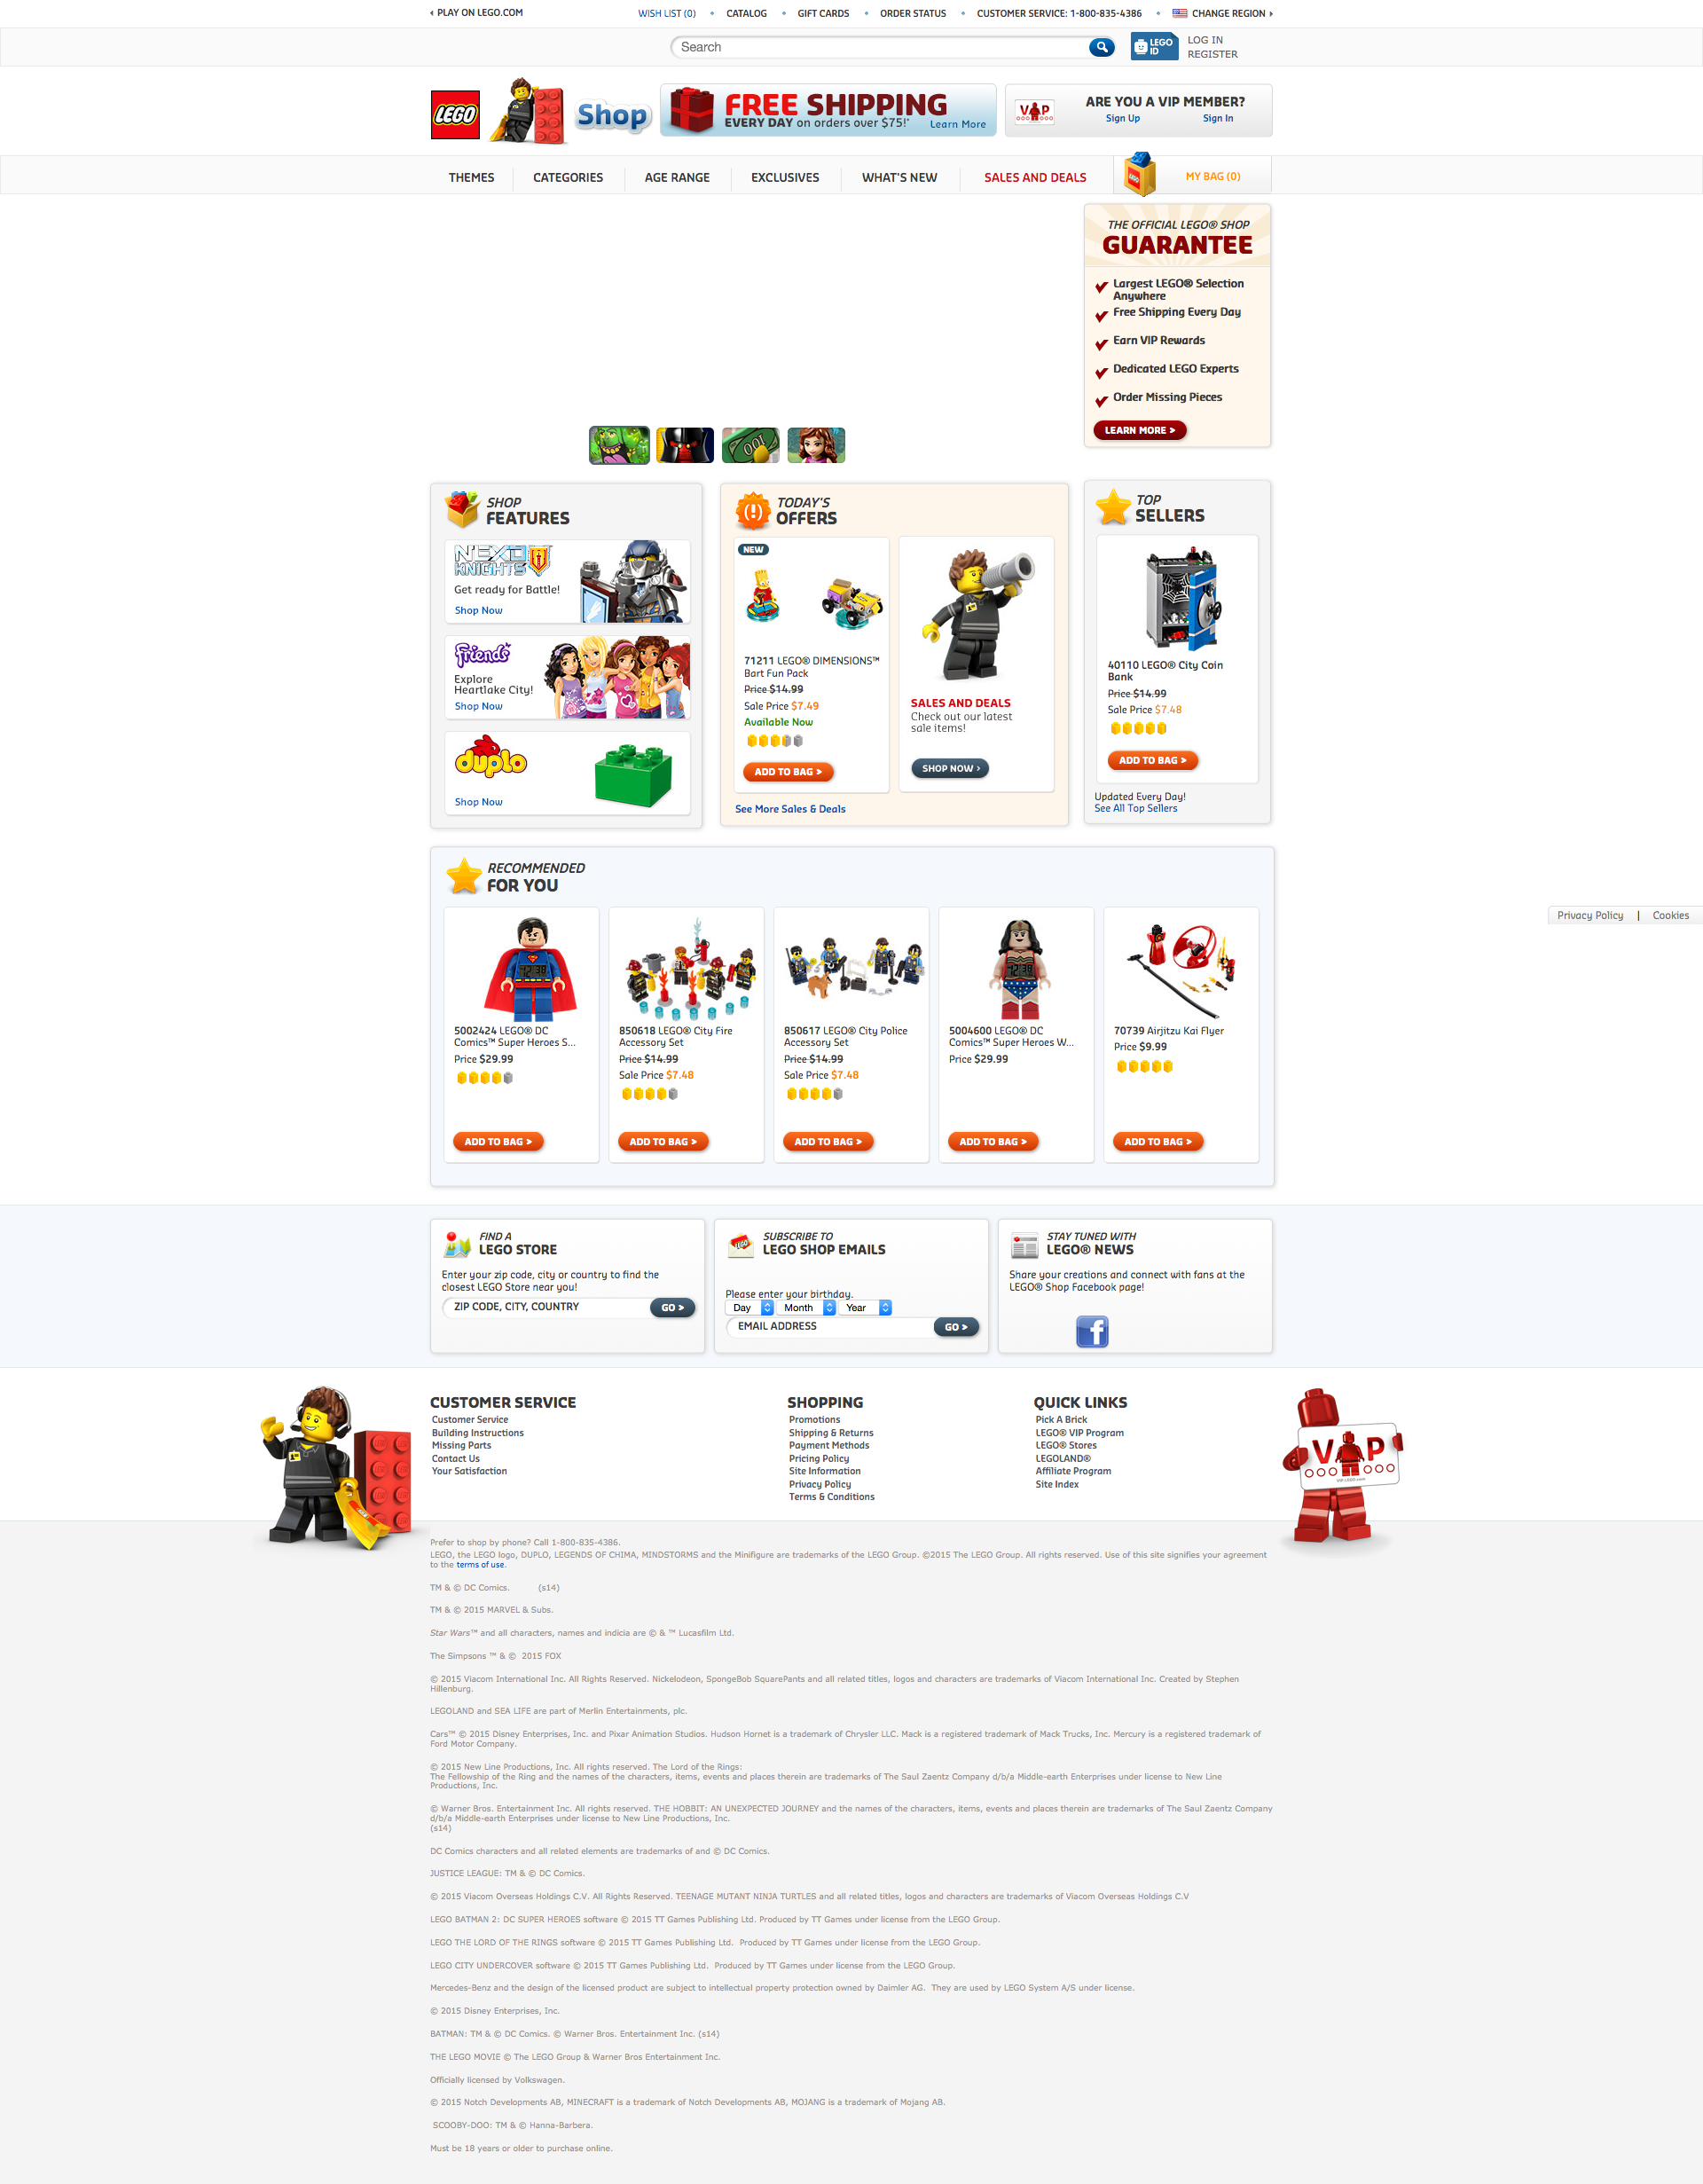 PLAY ON LEGO.COM
WISH LIST (0) • CATALOG • GIFT CARDS • ORDER STATUS • CUSTOMER SERVICE: 1-800-835-4386 • CHANGE REGION
Search
LEGO ID
LOG IN
REGISTER
LEGO
Shop
FREE SHIPPING
EVERY DAY on orders over $75!*
Learn More
VIP
ARE YOU A VIP MEMBER?
Sign Up
Sign In
THEMES
CATEGORIES
AGE RANGE
EXCLUSIVES
WHAT'S NEW
SALES AND DEALS
MY BAG (0)
THE OFFICIAL LEGO® SHOP
GUARANTEE
Largest LEGO® Selection
Anywhere
Free Shipping Every Day
Earn VIP Rewards
Dedicated LEGO Experts
Order Missing Pieces
LEARN MORE >
100
SHOP
FEATURES
NEXO
KNIGHTS
Get ready for Battle!
Shop Now
Friends
Explore
Heartlake City!
Shop Now
duplo
Shop Now
TODAY'S
OFFERS
NEW
71211 LEGO® DIMENSIONS™
Bart Fun Pack
Price $14.99
Sale Price $7.49
Available Now
ADD TO BAG >
SALES AND DEALS
Check out our latest
sale items!
SHOP NOW >
See More Sales & Deals
TOP
SELLERS
40110 LEGO® City Coin
Bank
Price $14.99
Sale Price $7.48
ADD TO BAG >
Updated Every Day!
See All Top Sellers
RECOMMENDED
FOR YOU
5002424 LEGO® DC
Comics™ Super Heroes S...
Price $29.99
ADD TO BAG >
850618 LEGO® City Fire
Accessory Set
Price $14.99
Sale Price $7.48
ADD TO BAG >
850617 LEGO® City Police
Accessory Set
Price $14.99
Sale Price $7.48
ADD TO BAG >
5004600 LEGO® DC
Comics™ Super Heroes W...
Price $29.99
ADD TO BAG >
70739 Airjitzu Kai Flyer
Price $9.99
ADD TO BAG >
Privacy Policy | Cookies
FIND A
LEGO STORE
Enter your zip code, city or country to find the
closest LEGO Store near you!
ZIP CODE, CITY, COUNTRY
GO >
SUBSCRIBE TO
LEGO SHOP EMAILS
Please enter your birthday.
Day
Month
Year
EMAIL ADDRESS
GO >
STAY TUNED WITH
LEGO® NEWS
Share your creations and connect with fans at the
LEGO® Shop Facebook page!
f
CUSTOMER SERVICE
Customer Service
Building Instructions
Missing Parts
Contact Us
Your Satisfaction
SHOPPING
Promotions
Shipping & Returns
Payment Methods
Pricing Policy
Site Information
Privacy Policy
Terms & Conditions
QUICK LINKS
Pick A Brick
LEGO® VIP Program
LEGO® Stores
LEGOLAND®
Affiliate Program
Site Index
VIP
Prefer to shop by phone? Call 1-800-835-4386.
LEGO, the LEGO logo, DUPLO, LEGENDS OF CHIMA, MINDSTORMS and the Minifigure are trademarks of the LEGO Group. ©2015 The LEGO Group. All rights reserved. Use of this site signifies your agreement
to the terms of use.
TM & © DC Comics. (s14)
TM & © 2015 MARVEL & Subs.
Star Wars™ and all characters, names and indicia are © & ™ Lucasfilm Ltd.
The Simpsons ™ & © 2015 FOX
© 2015 Viacom International Inc. All Rights Reserved. Nickelodeon, SpongeBob SquarePants and all related titles, logos and characters are trademarks of Viacom International Inc. Created by Stephen
Hillenburg.
LEGOLAND and SEA LIFE are part of Merlin Entertainments, plc.
Cars™ © 2015 Disney Enterprises, Inc. and Pixar Animation Studios. Hudson Hornet is a trademark of Chrysler LLC. Mack is a registered trademark of Mack Trucks, Inc. Mercury is a registered trademark of
Ford Motor Company.
© 2015 New Line Productions, Inc. All rights reserved. The Lord of the Rings:
The Fellowship of the Ring and the names of the characters, items, events and places therein are trademarks of The Saul Zaentz Company d/b/a Middle-earth Enterprises under license to New Line
Productions, Inc.
© Warner Bros. Entertainment Inc. All rights reserved. THE HOBBIT: AN UNEXPECTED JOURNEY and the names of the characters, items, events and places therein are trademarks of The Saul Zaentz Company
d/b/a Middle-earth Enterprises under license to New Line Productions, Inc.
(s14)
DC Comics characters and all related elements are trademarks of and © DC Comics.
JUSTICE LEAGUE: TM & © DC Comics.
© 2015 Viacom Overseas Holdings C.V. All Rights Reserved. TEENAGE MUTANT NINJA TURTLES and all related titles, logos and characters are trademarks of Viacom Overseas Holdings C.V
LEGO BATMAN 2: DC SUPER HEROES software © 2015 TT Games Publishing Ltd. Produced by TT Games under license from the LEGO Group.
LEGO THE LORD OF THE RINGS software © 2015 TT Games Publishing Ltd. Produced by TT Games under license from the LEGO Group.
LEGO CITY UNDERCOVER software © 2015 TT Games Publishing Ltd. Produced by TT Games under license from the LEGO Group.
Mercedes-Benz and the design of the licensed product are subject to intellectual property protection owned by Daimler AG. They are used by LEGO System A/S under license.
© 2015 Disney Enterprises, Inc.
BATMAN: TM & © DC Comics. © Warner Bros. Entertainment Inc. (s14)
THE LEGO MOVIE © The LEGO Group & Warner Bros Entertainment Inc.
Officially licensed by Volkswagen.
© 2015 Notch Developments AB, MINECRAFT is a trademark of Notch Developments AB, MOJANG is a trademark of Mojang AB.
SCOOBY-DOO: TM & © Hanna-Barbera.
Must be 18 years or older to purchase online.